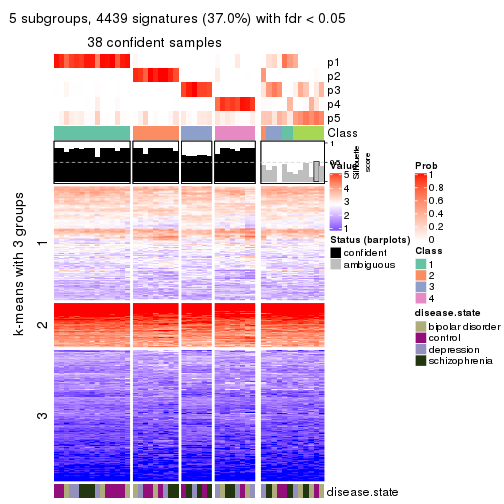 5 subgroups, 4439 signatures (37.0%) with fdr < 0.05
38 confident samples
p1
p2
p3
p4
p5
Class
1
Silhouette
score
k-means with 3 groups
1
2
3
disease.state
Value
5
4
3
2
1
Status (barplots)
confident
ambiguous
Prob
1
0.8
0.6
0.4
0.2
0
Class
1
2
3
4
disease.state
bipolar disorder
control
depression
schizophrenia